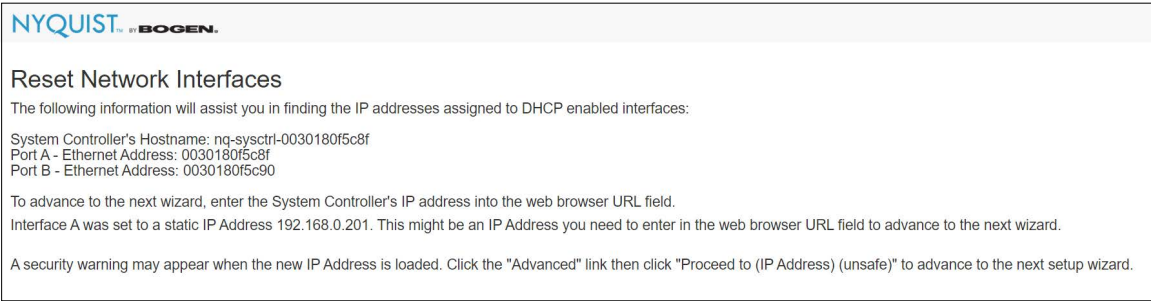 NYQUIST™ BY BOGEN®
Reset Network Interfaces
The following information will assist you in finding the IP addresses assigned to DHCP enabled interfaces:
System Controller's Hostname: nq-sysctrl-0030180f5c8f
Port A - Ethernet Address: 0030180f5c8f
Port B - Ethernet Address: 0030180f5c90
To advance to the next wizard, enter the System Controller's IP address into the web browser URL field.
Interface A was set to a static IP Address 192.168.0.201. This might be an IP Address you need to enter in the web browser URL field to advance to the next wizard.
A security warning may appear when the new IP Address is loaded. Click the "Advanced" link then click "Proceed to (IP Address) (unsafe)" to advance to the next setup wizard.